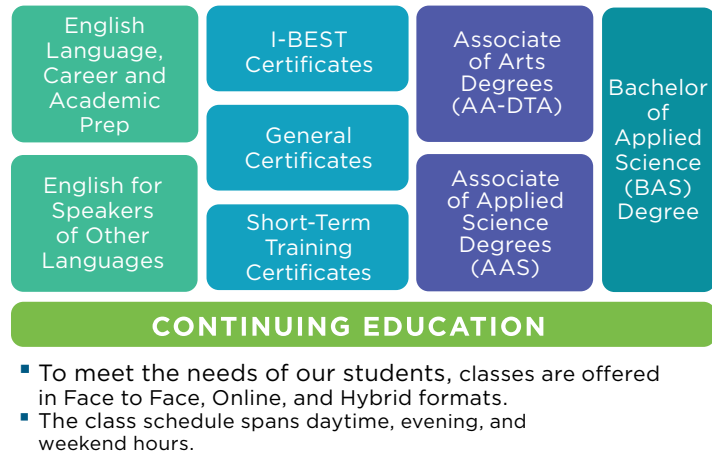 English
Language,
Career and
Academic
Prep
English for
Speakers
of Other
Languages
I-BEST
Certificates
General
Certificates
Short-Term
Training
Certificates
Associate
of Arts
Degrees
(AA-DTA)
Associate
of Applied
Science
Degrees
(AAS)
Bachelor
of
Applied
Science
(BAS)
Degree
CONTINUING EDUCATION
▪ To meet the needs of our students, classes are offered
in Face to Face, Online, and Hybrid formats.
▪ The class schedule spans daytime, evening, and
weekend hours.